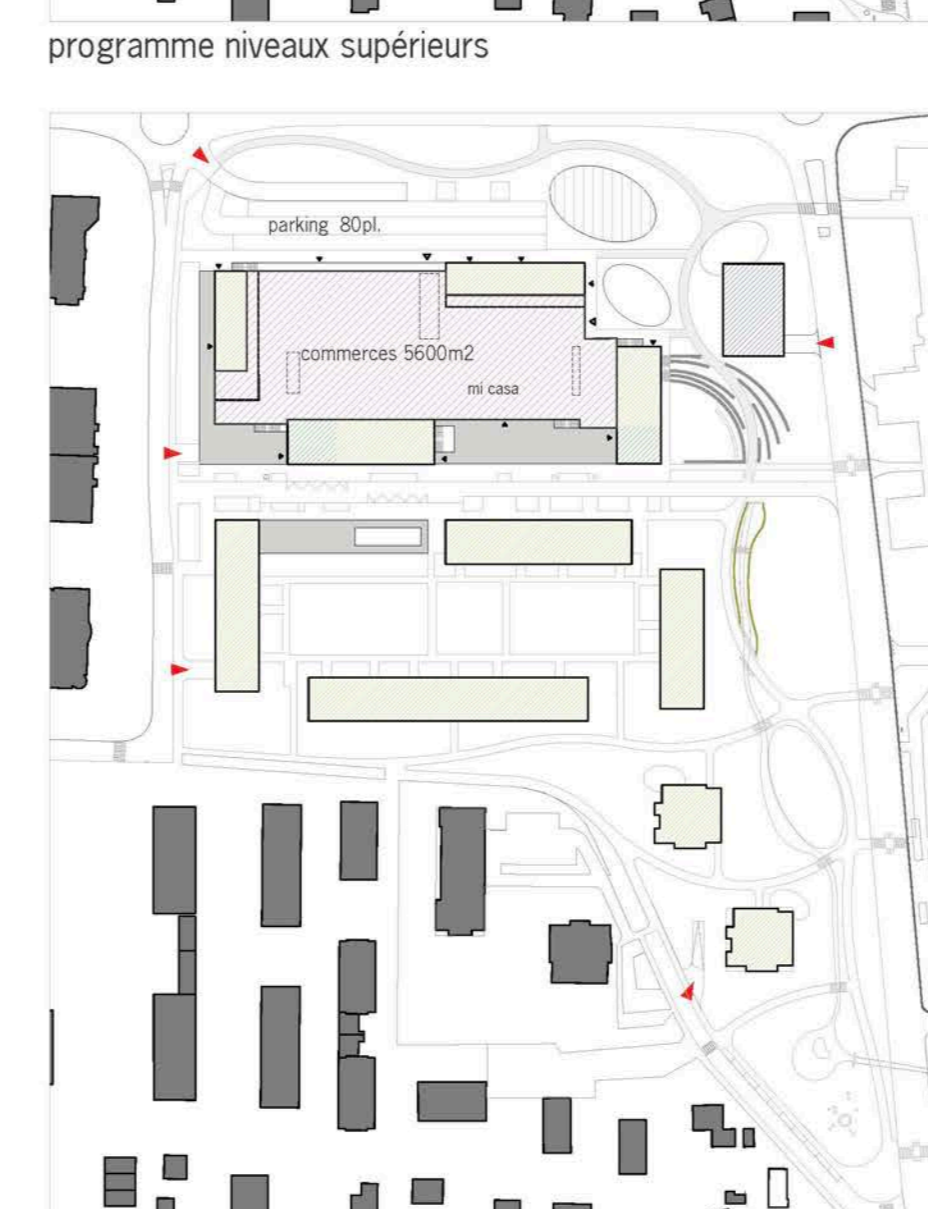 programme niveaux supérieurs
parking 80pl.
commerces 5600m2
mi casa